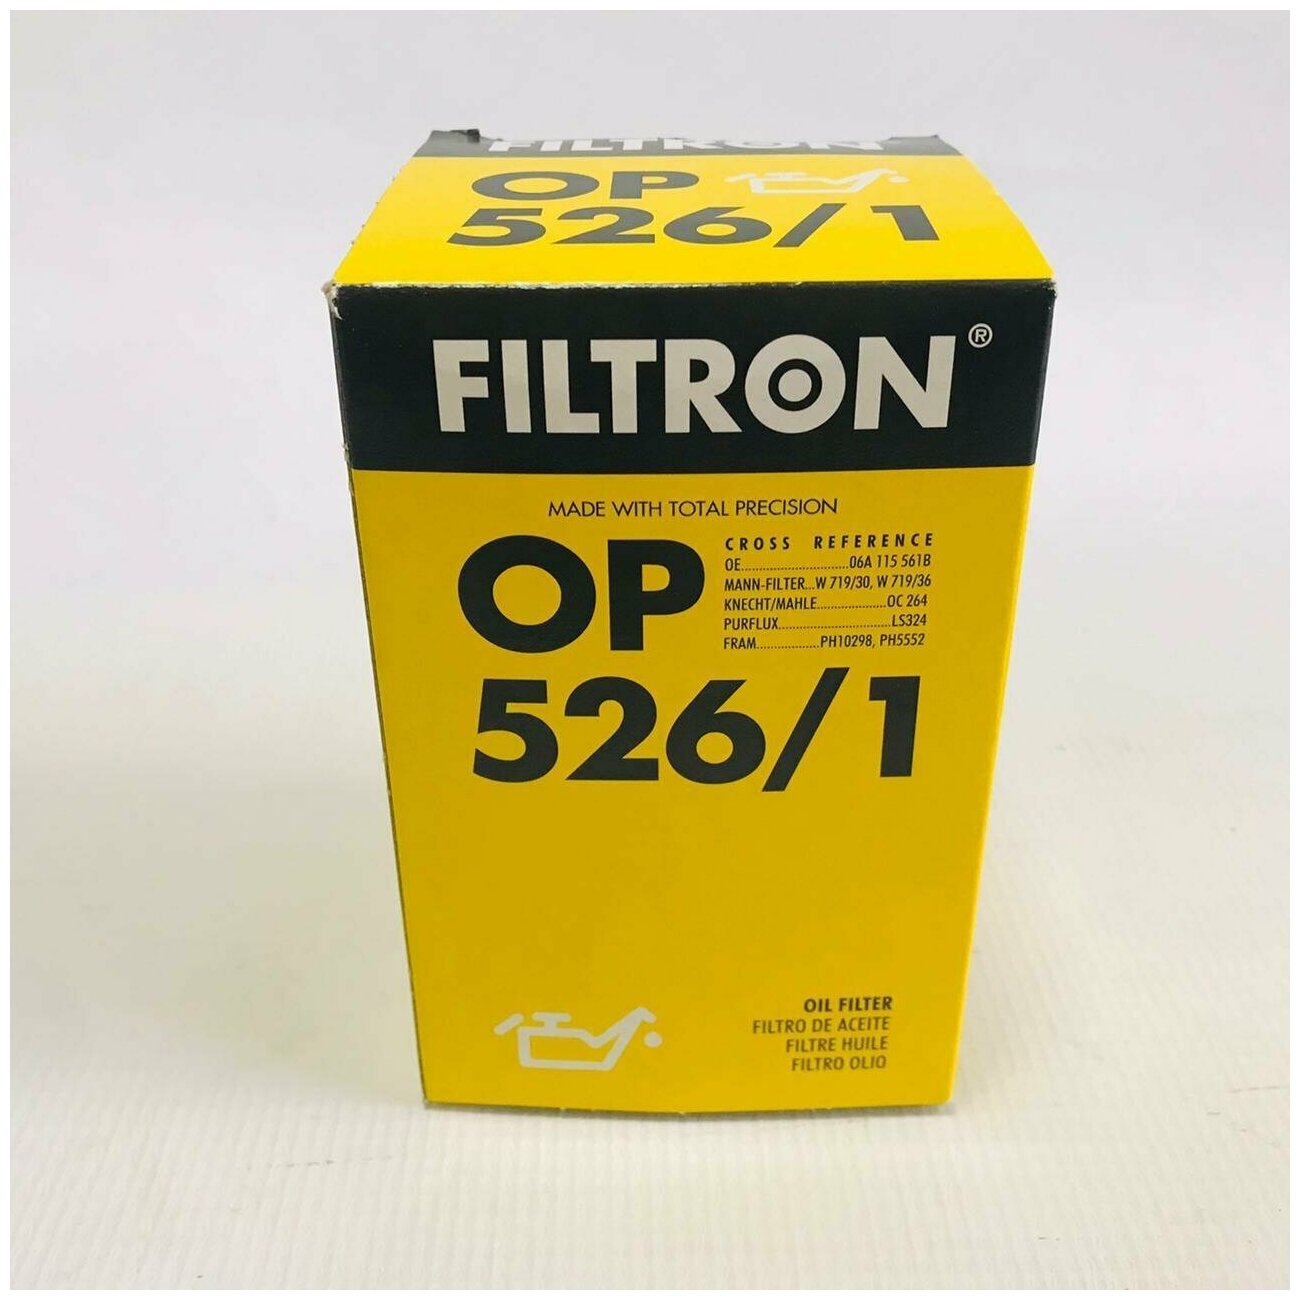 FILTRON
OP
526/1
FILTRON®
MADE WITH TOTAL PRECISION
OP
CROSS REFERENCE
OE..............................06A 115 561B
MANN-FILTER...W 719/30, W 719/36
KNECHT/MAHLE....................OC 264
PURFLUX................................LS324
FRAM..................PH10298, PH5552
526/1
OIL FILTER
FILTRO DE ACEITE
FILTRE HUILE
FILTRO OLIO